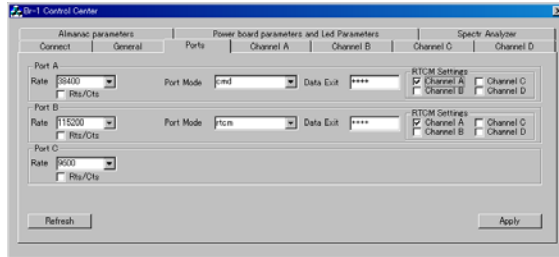 Br-1 Control Center
Almanac parameters Power board parameters and Led Parameters Spectr Analyzer
Connect General Ports Channel A Channel B Channel C Channel D
Port A
Rate 38400 Port Mode cmd Data Exit ****
Rts/Cts
RTCM Settings
Channel A Channel C
Channel B Channel D
Port B
Rate 115200 Port Mode rtcm Data Exit ****
Rts/Cts
RTCM Settings
Channel A Channel C
Channel B Channel D
Port C
Rate 9600
Rts/Cts
Refresh Apply